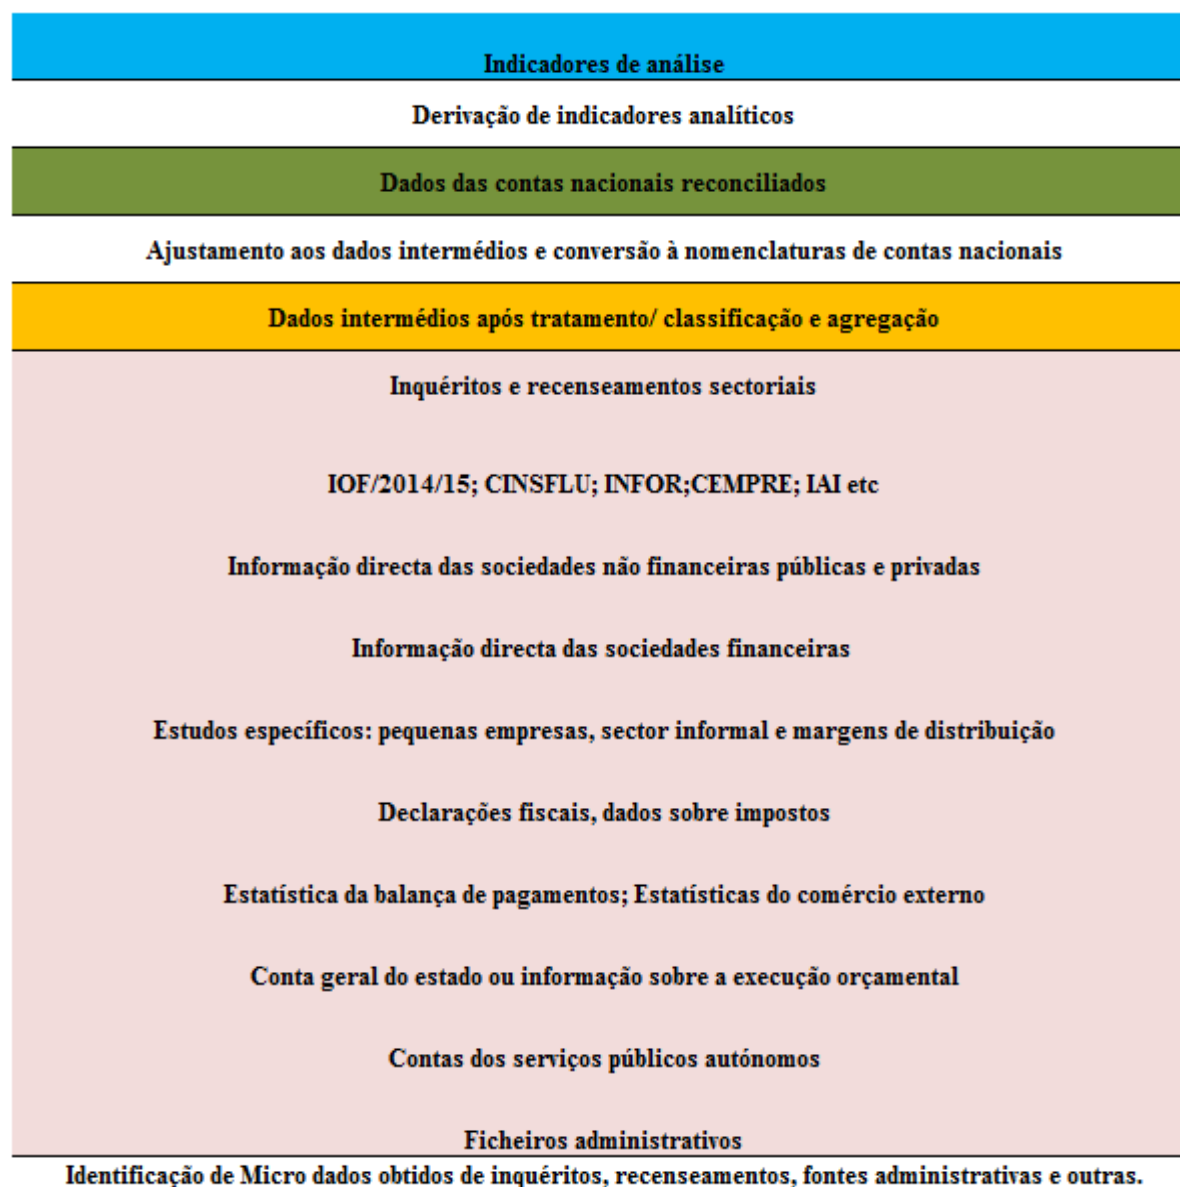 Indicadores de análise
Derivação de indicadores analíticos
Dados das contas nacionais reconciliados
Ajustamento aos dados intermédios e conversão à nomenclaturas de contas nacionais
Dados intermédios após tratamento/ classificação e agregação
Inquéritos e recenseamentos sectoriais
IOF/2014/15; CINSFLU; INFOR;CEMPRE; IAI etc
Informação directa das sociedades não financeiras públicas e privadas
Informação directa das sociedades financeiras
Estudos específicos: pequenas empresas, sector informal e margens de distribuição
Declarações fiscais, dados sobre impostos
Estatística da balança de pagamentos; Estatísticas do comércio externo
Conta geral do estado ou informação sobre a execução orçamental
Contas dos serviços públicos autónomos
Ficheiros administrativos
Identificação de Micro dados obtidos de inquéritos, recenseamentos, fontes administrativas e outras.